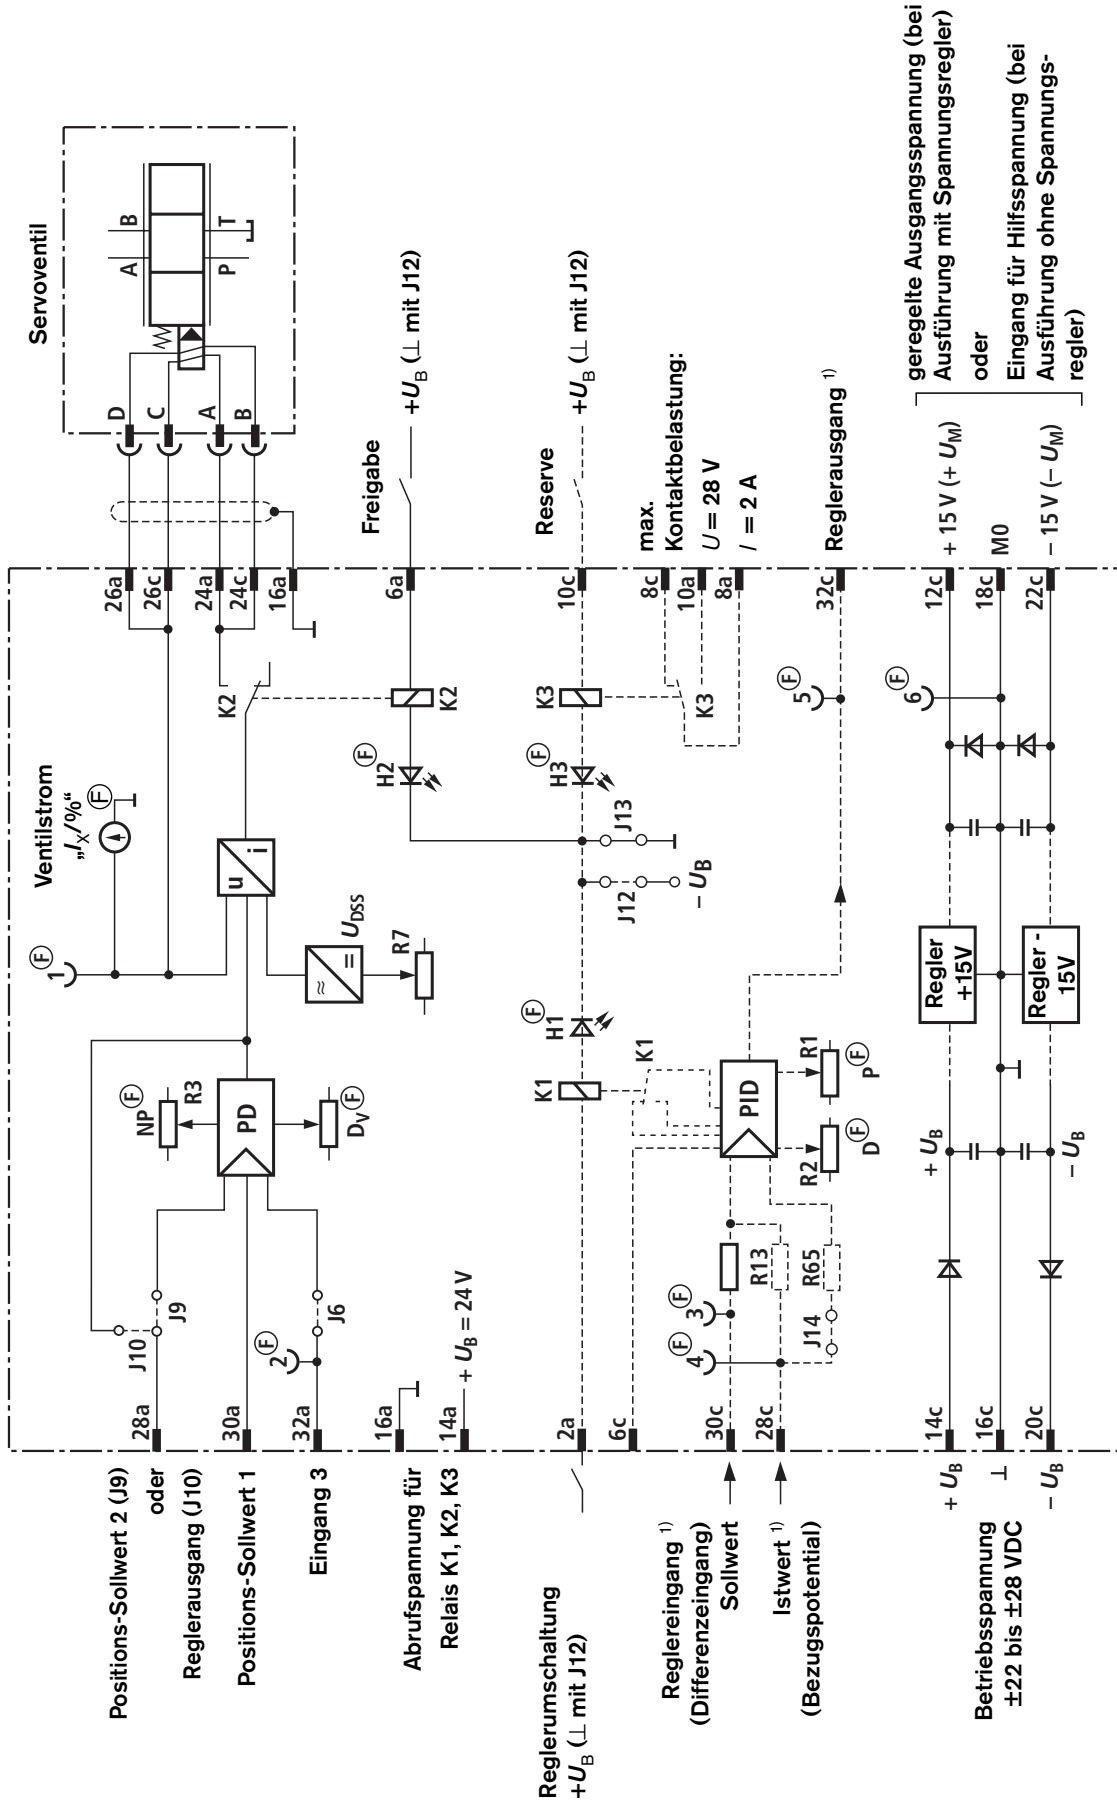 Servoventil
A
B
P
T
D
C
A
B
26a
26c
24a
24c
16a
Ventilstrom
„I_X/%“
F
1
F
K2
u
i
U_DSS
≈
=
R7
NP
F
R3
PD
D_V
F
J10
J9
J6
2
F
28a
30a
32a
16a
14a
+ U_B = 24 V
Positions-Sollwert 2 (J9)
oder
Reglerausgang (J10)
Positions-Sollwert 1
Eingang 3
Abrufspannung für
Relais K1, K2, K3
Freigabe
+U_B (⊥ mit J12)
6a
K2
F
H2
Reserve
+U_B (⊥ mit J12)
10c
K3
F
H3
J13
J12
– U_B
F
H1
K1
K1
2a
Reglerumschaltung
+U_B (⊥ mit J12)
max.
Kontaktbelastung:
U = 28 V
I = 2 A
8c
10a
8a
K3
Reglerausgang 1)
32c
5
F
PID
R1
P
F
R2
D
F
R13
R65
J14
3
F
4
F
6c
30c
28c
Reglereingang 1)
(Differenzeingang)
Sollwert
Istwert 1)
(Bezugspotential)
geregelte Ausgangsspannung (bei
Ausführung mit Spannungsregler)
oder
Eingang für Hilfsspannung (bei
Ausführung ohne Spannungs-
regler)
+ 15 V (+ U_M)
M0
– 15 V (– U_M)
12c
18c
22c
6
F
Regler
+15V
Regler -
15V
+ U_B
– U_B
14c
16c
20c
+ U_B
⊥
– U_B
Betriebsspannung
±22 bis ±28 VDC